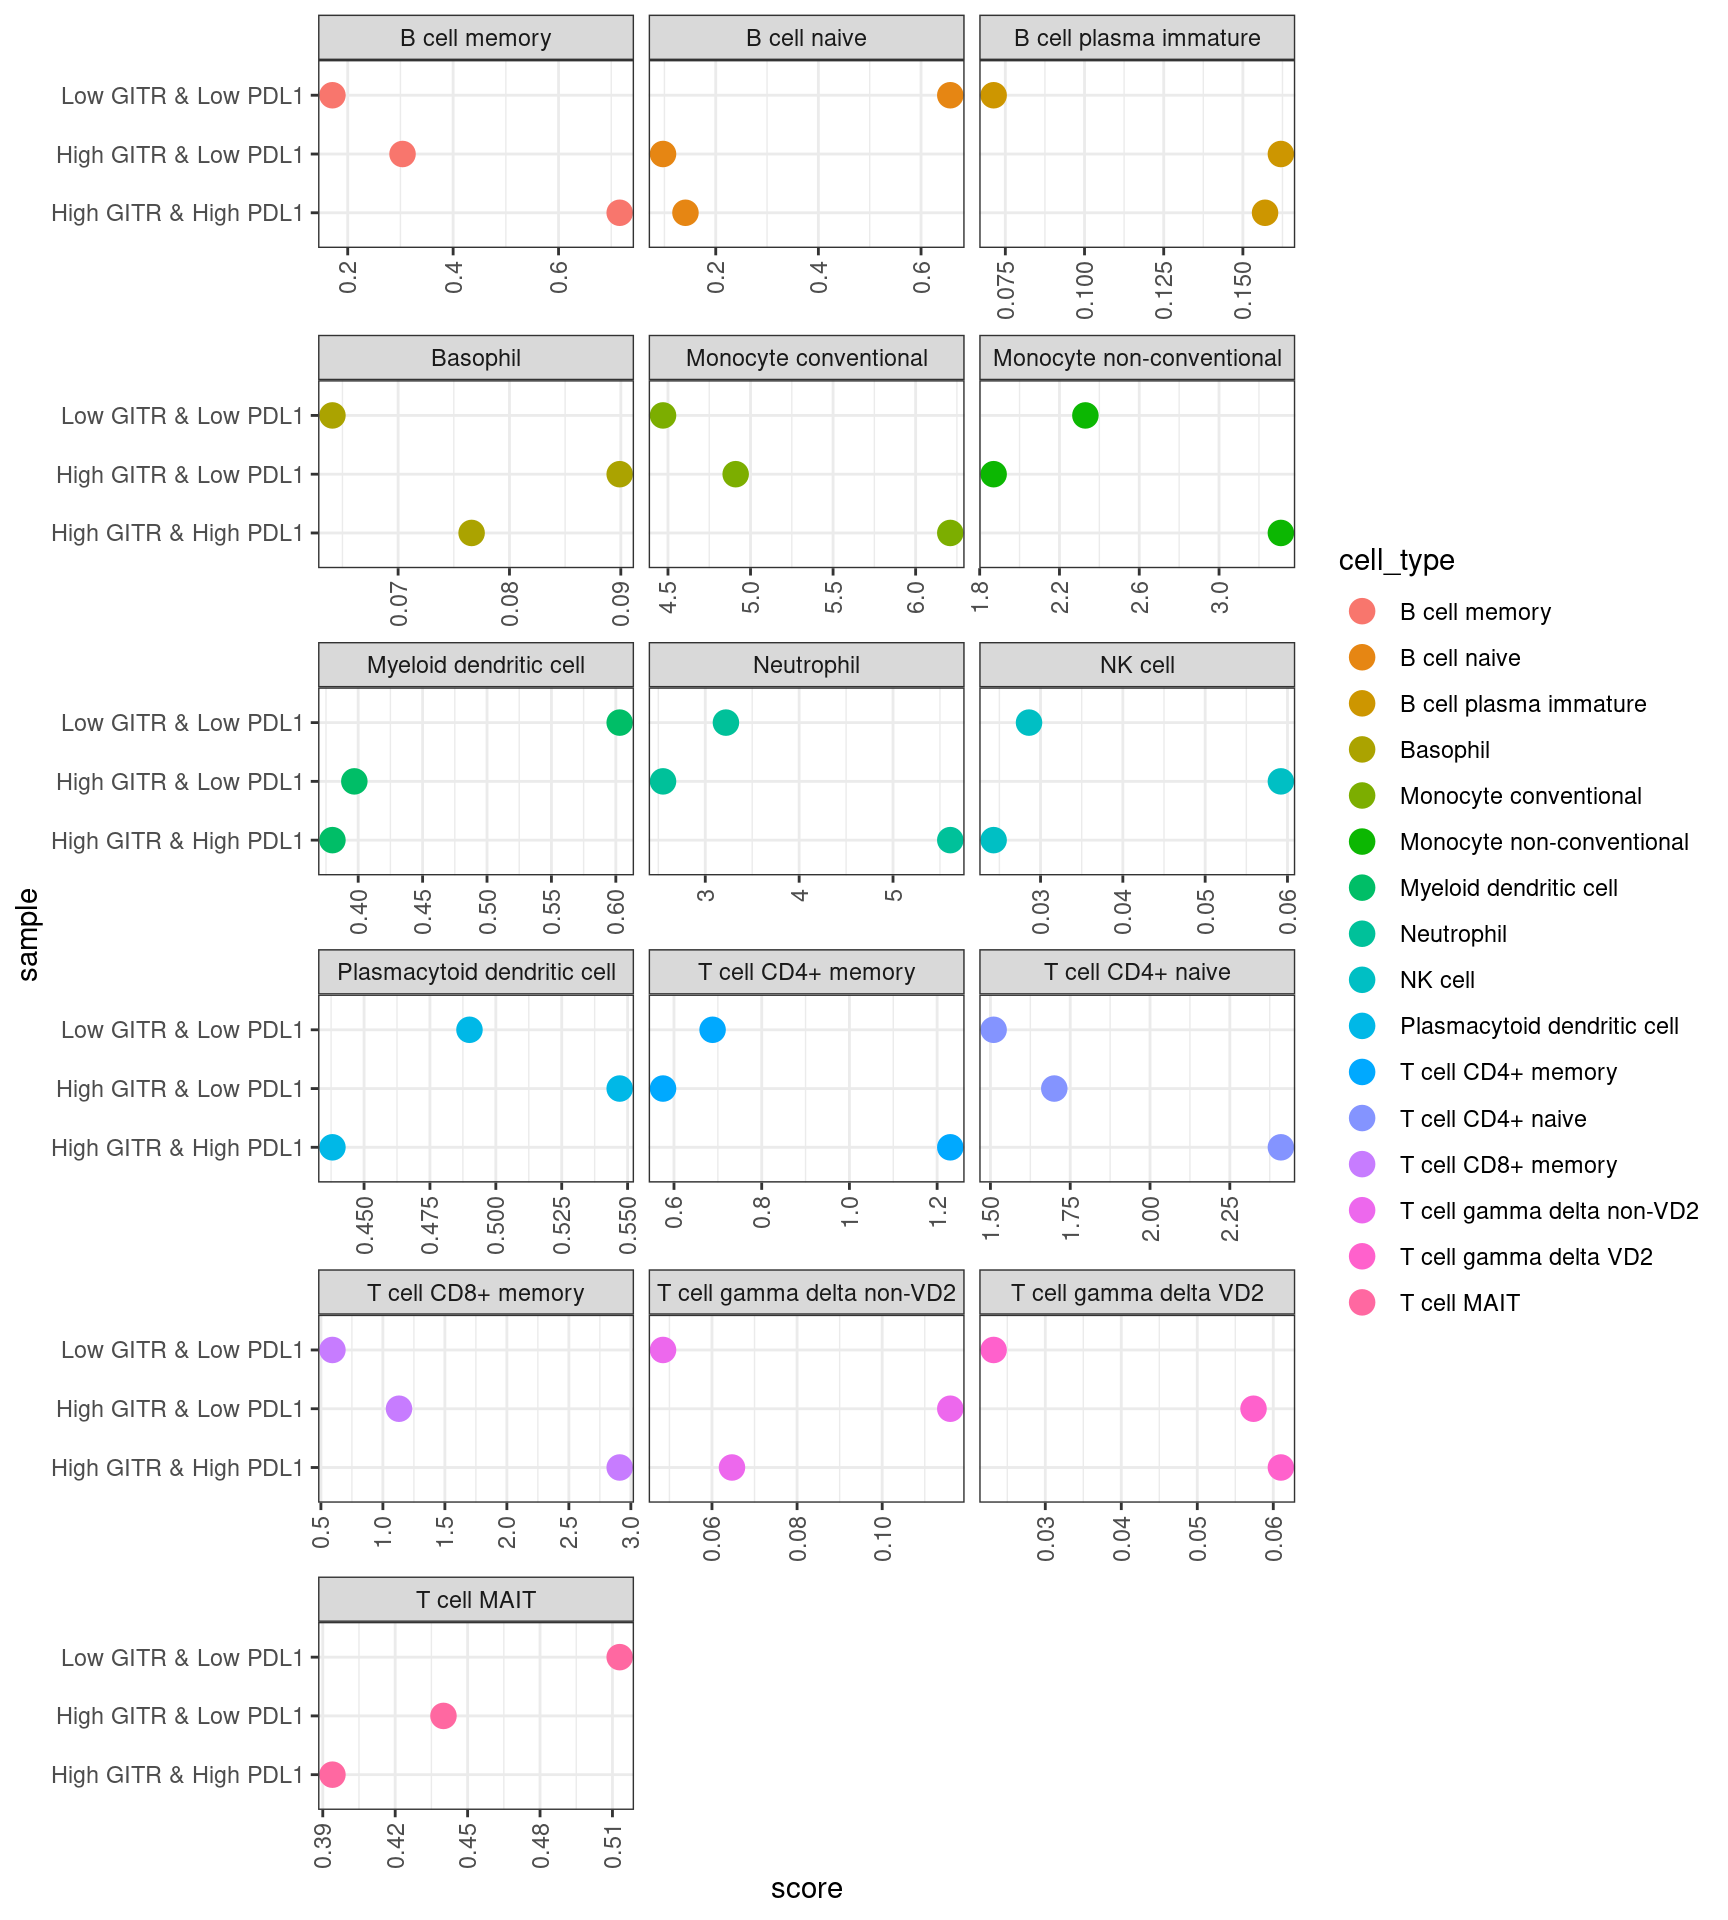 B cell memory
B cell naive
B cell plasma immature
Low GITR & Low PDL1
High GITR & Low PDL1
High GITR & High PDL1
0.2 0.4 0.6
0.2 0.4 0.6
0.075 0.100 0.125 0.150
Basophil
Monocyte conventional
Monocyte non-conventional
Low GITR & Low PDL1
High GITR & Low PDL1
High GITR & High PDL1
0.07 0.08 0.09
4.5 5.0 5.5 6.0
1.8 2.2 2.6 3.0
Myeloid dendritic cell
Neutrophil
NK cell
Low GITR & Low PDL1
High GITR & Low PDL1
High GITR & High PDL1
0.40 0.45 0.50 0.55 0.60
3 4 5
0.03 0.04 0.05 0.06
Plasmacytoid dendritic cell
T cell CD4+ memory
T cell CD4+ naive
Low GITR & Low PDL1
High GITR & Low PDL1
High GITR & High PDL1
0.450 0.475 0.500 0.525 0.550
0.6 0.8 1.0 1.2
1.50 1.75 2.00 2.25
T cell CD8+ memory
T cell gamma delta non-VD2
T cell gamma delta VD2
Low GITR & Low PDL1
High GITR & Low PDL1
High GITR & High PDL1
0.5 1.0 1.5 2.0 2.5 3.0
0.06 0.08 0.10
0.03 0.04 0.05 0.06
T cell MAIT
Low GITR & Low PDL1
High GITR & Low PDL1
High GITR & High PDL1
0.39 0.42 0.45 0.48 0.51
score
sample
cell_type
B cell memory
B cell naive
B cell plasma immature
Basophil
Monocyte conventional
Monocyte non-conventional
Myeloid dendritic cell
Neutrophil
NK cell
Plasmacytoid dendritic cell
T cell CD4+ memory
T cell CD4+ naive
T cell CD8+ memory
T cell gamma delta non-VD2
T cell gamma delta VD2
T cell MAIT